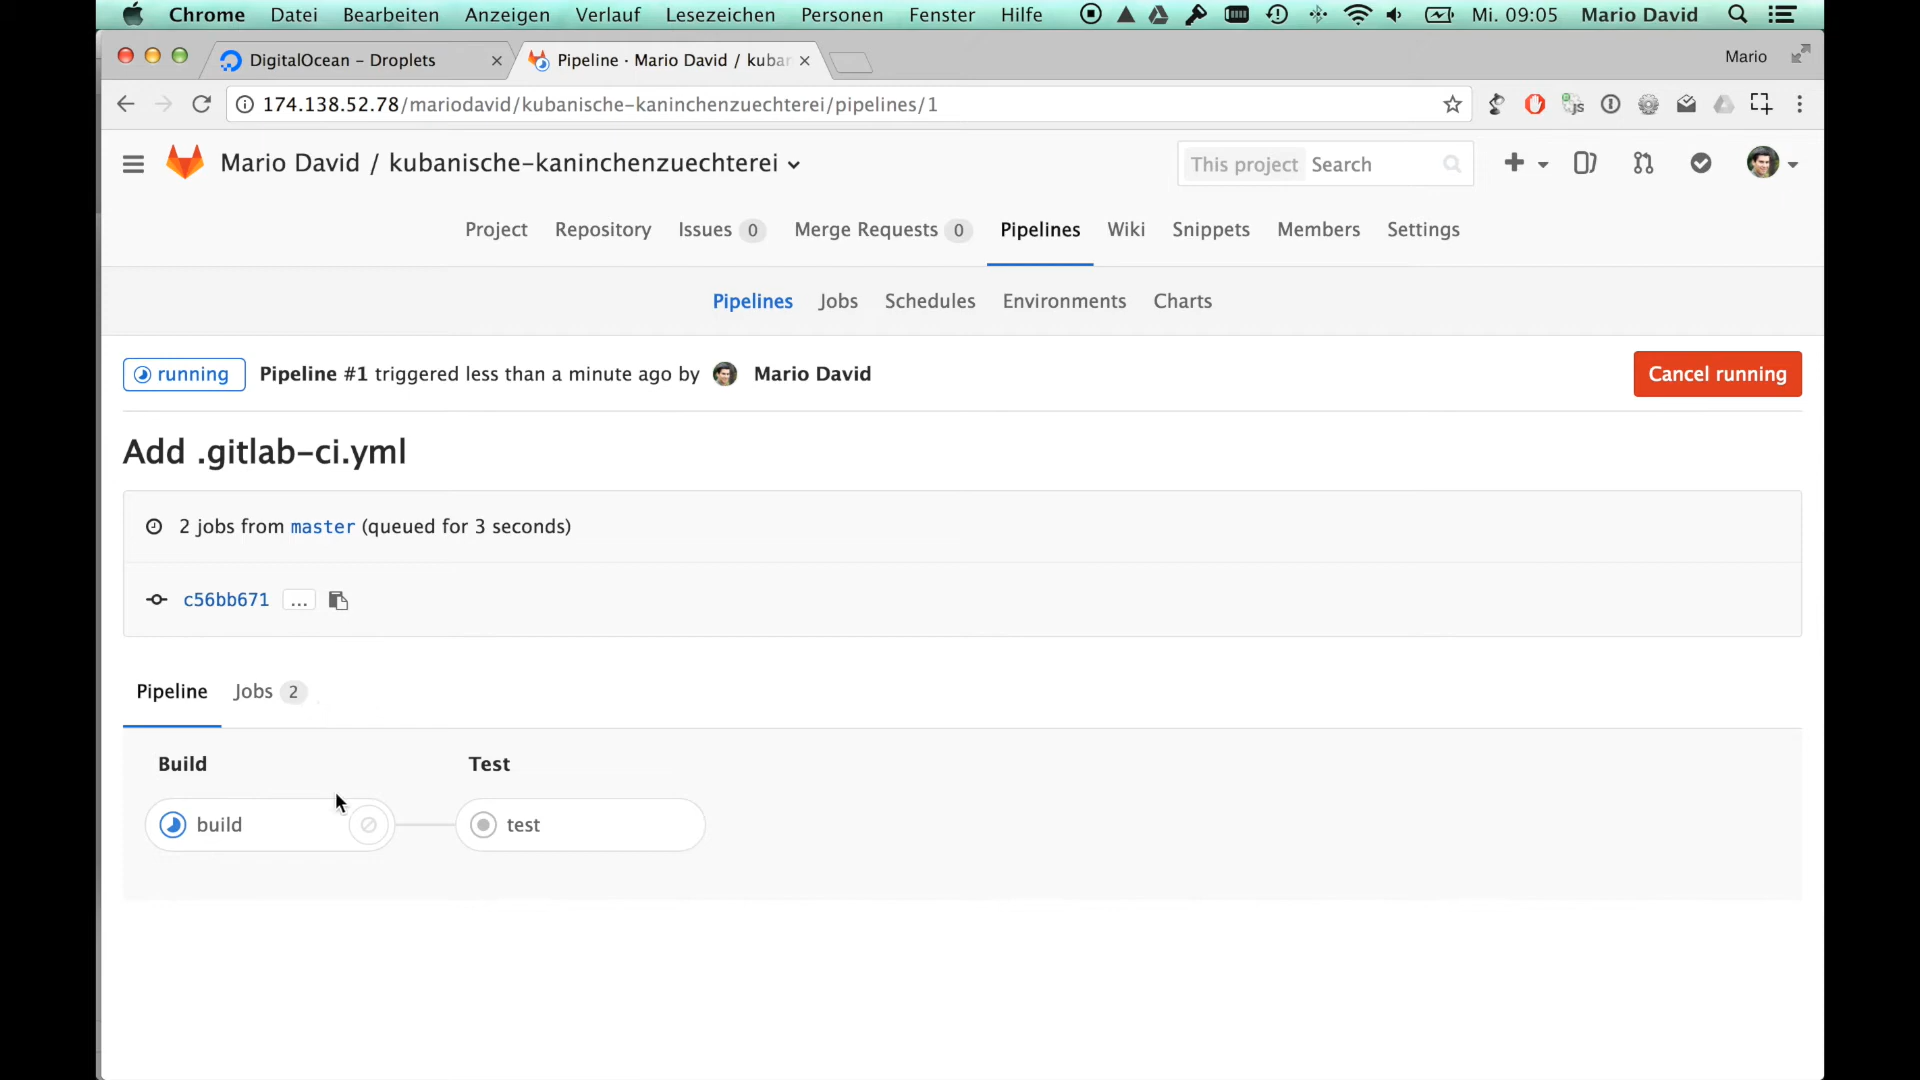 Chrome Datei Bearbeiten Anzeigen Verlauf Lesezeichen Personen Fenster Hilfe Mi. 09:05 Mario David
DigitalOcean – Droplets
Pipeline · Mario David / kuba
Mario
174.138.52.78/mariodavid/kubanische-kaninchenzuechterei/pipelines/1
Mario David / kubanische-kaninchenzuechterei
This project Search
Project Repository Issues 0 Merge Requests 0 Pipelines Wiki Snippets Members Settings
Pipelines Jobs Schedules Environments Charts
running Pipeline #1 triggered less than a minute ago by Mario David
Cancel running
Add .gitlab-ci.yml
2 jobs from master (queued for 3 seconds)
c56bb671 ...
Pipeline Jobs 2
Build Test
build test